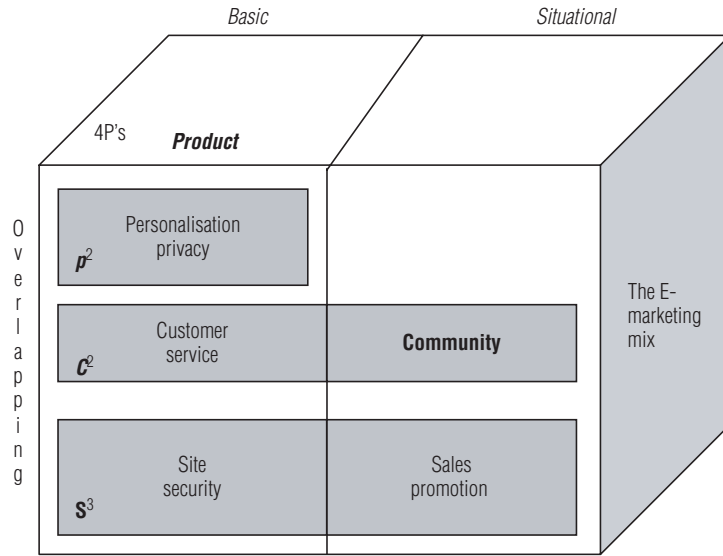 Basic Situational
4P's Product
Overlapping
Personalisation
privacy
p²
Customer
service
C²
Community
Site
security
S³
Sales
promotion
The E-
marketing
mix